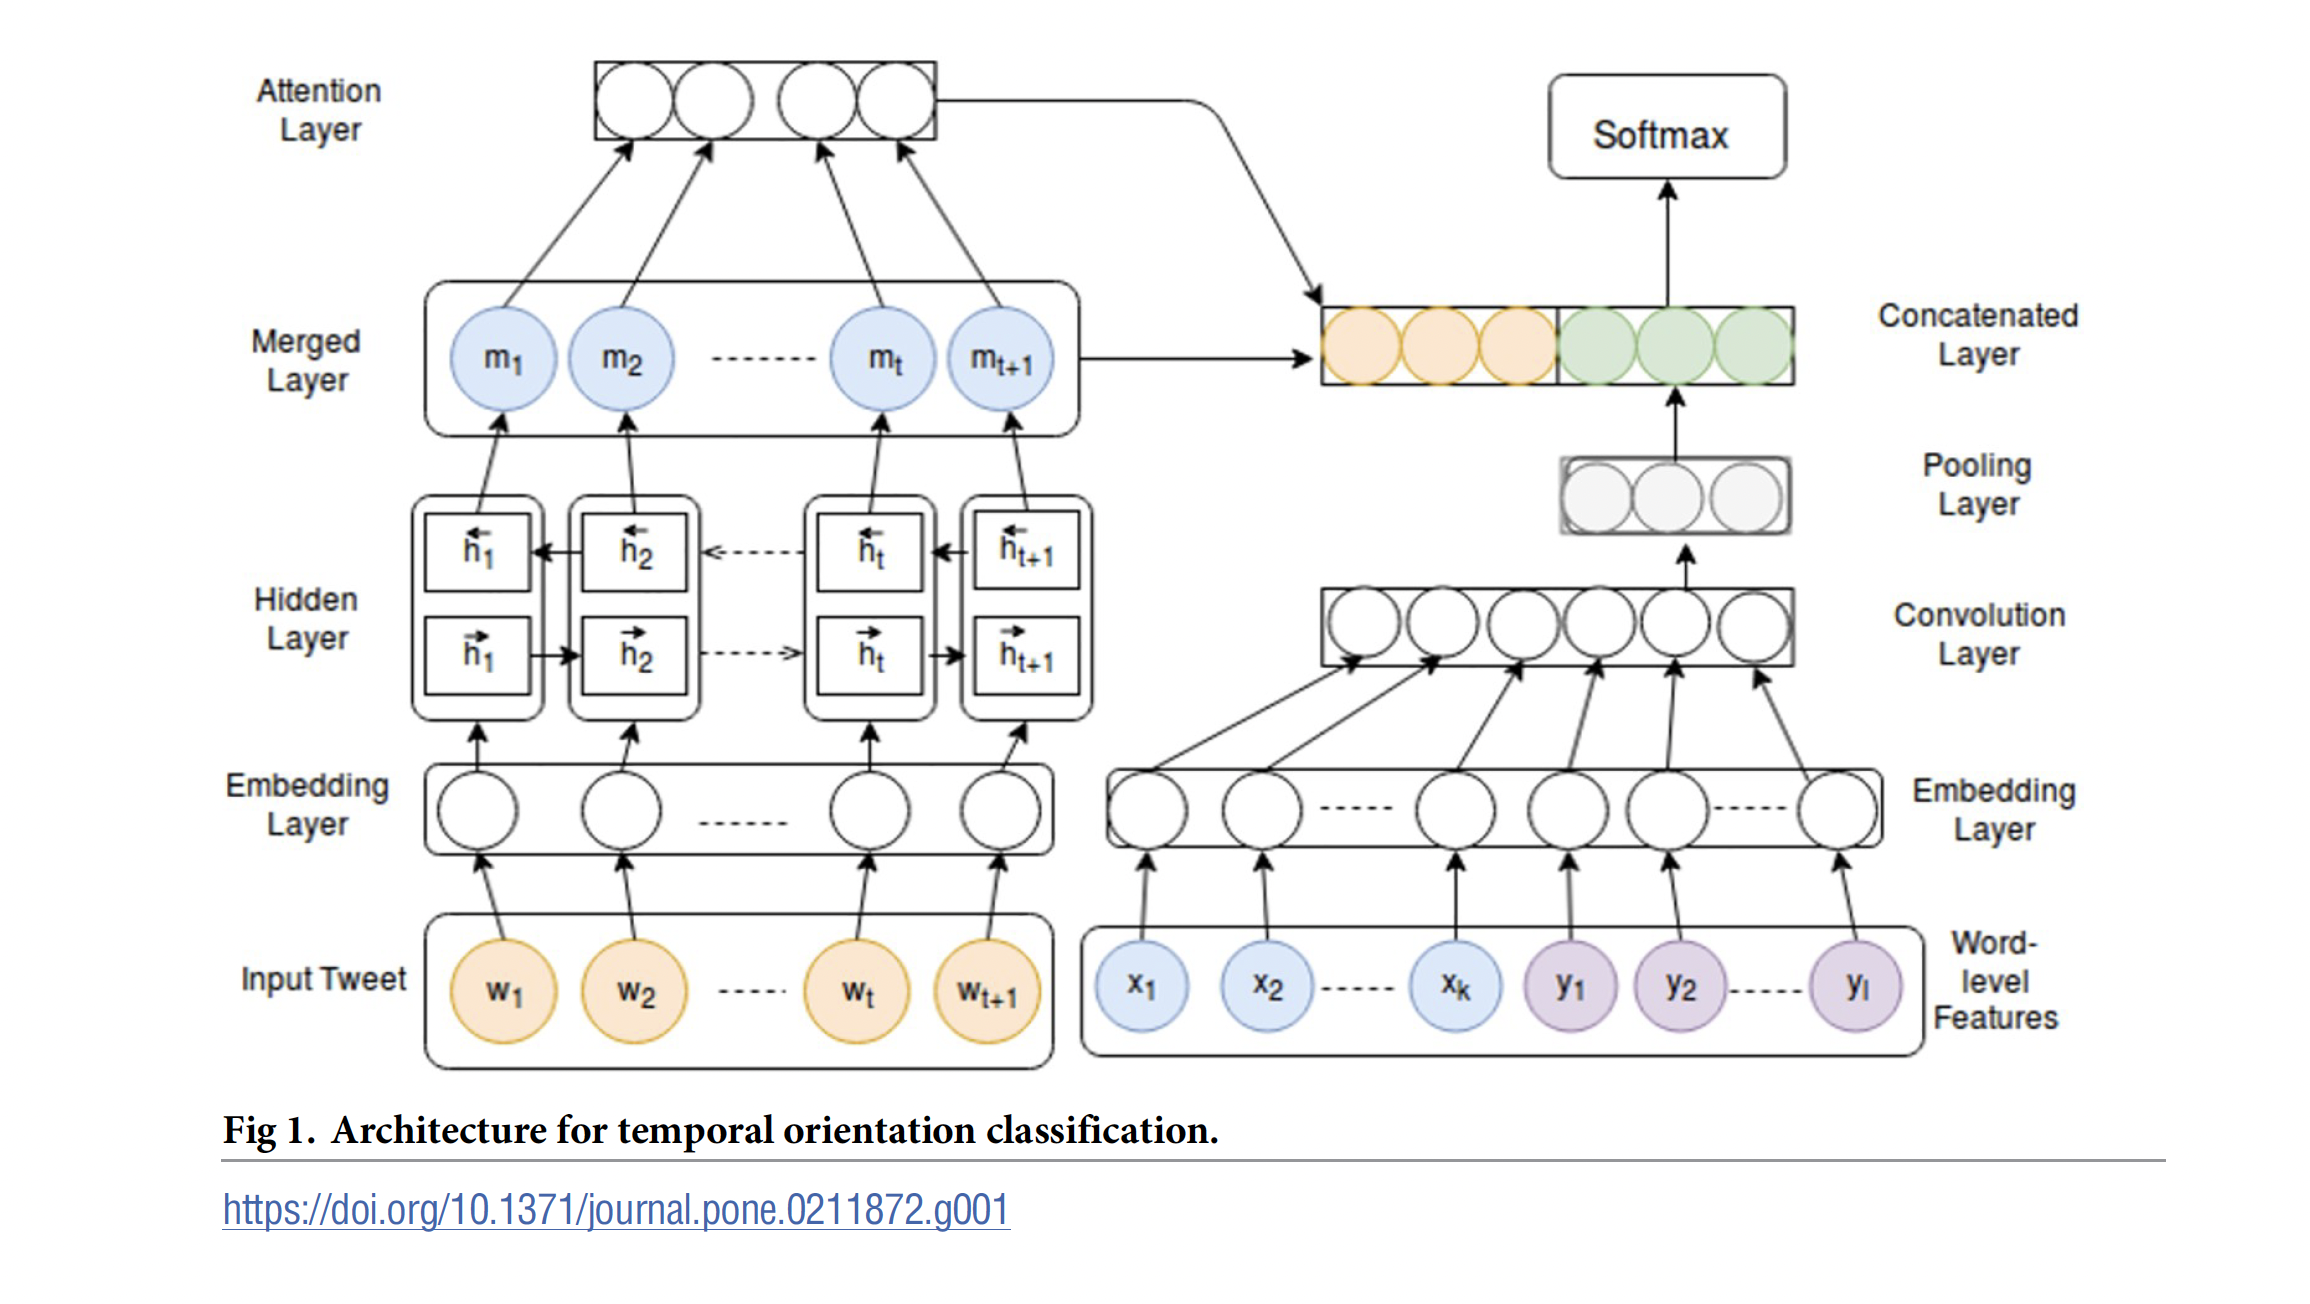 Attention
Layer
Softmax
Merged
Layer
m1
m2
mt
mt+1
Concatenated
Layer
Pooling
Layer
Hidden
Layer
h1
h2
ht
ht+1
h1
h2
ht
ht+1
Convolution
Layer
Embedding
Layer
Embedding
Layer
Input Tweet
w1
w2
wt
wt+1
x1
x2
xk
y1
y2
yl
Word-
level
Features
Fig 1. Architecture for temporal orientation classification.
https://doi.org/10.1371/journal.pone.0211872.g001